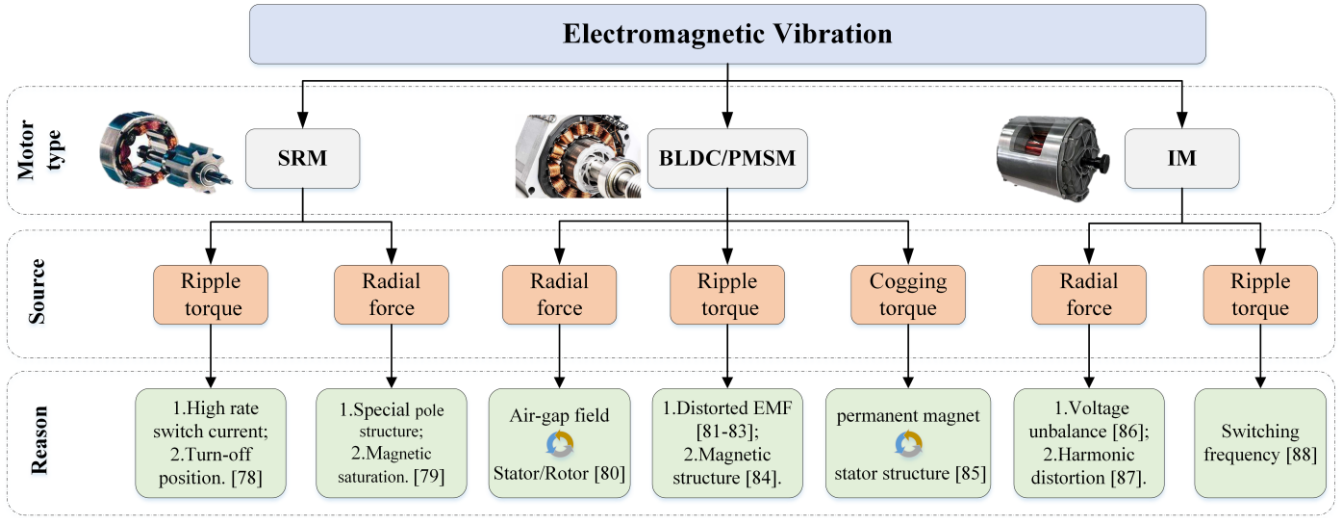 Electromagnetic Vibration
Motor
type
SRM
BLDC/PMSM
IM
Source
Ripple
torque
Radial
force
Radial
force
Ripple
torque
Cogging
torque
Radial
force
Ripple
torque
Reason
1.High rate
switch current;
2.Turn-off
position. [78]
1.Special pole
structure;
2.Magnetic
saturation. [79]
Air-gap field
Stator/Rotor [80]
1.Distorted EMF
[81-83];
2.Magnetic
structure [84].
permanent magnet
stator structure [85]
1.Voltage
unbalance [86];
2.Harmonic
distortion [87].
Switching
frequency [88]